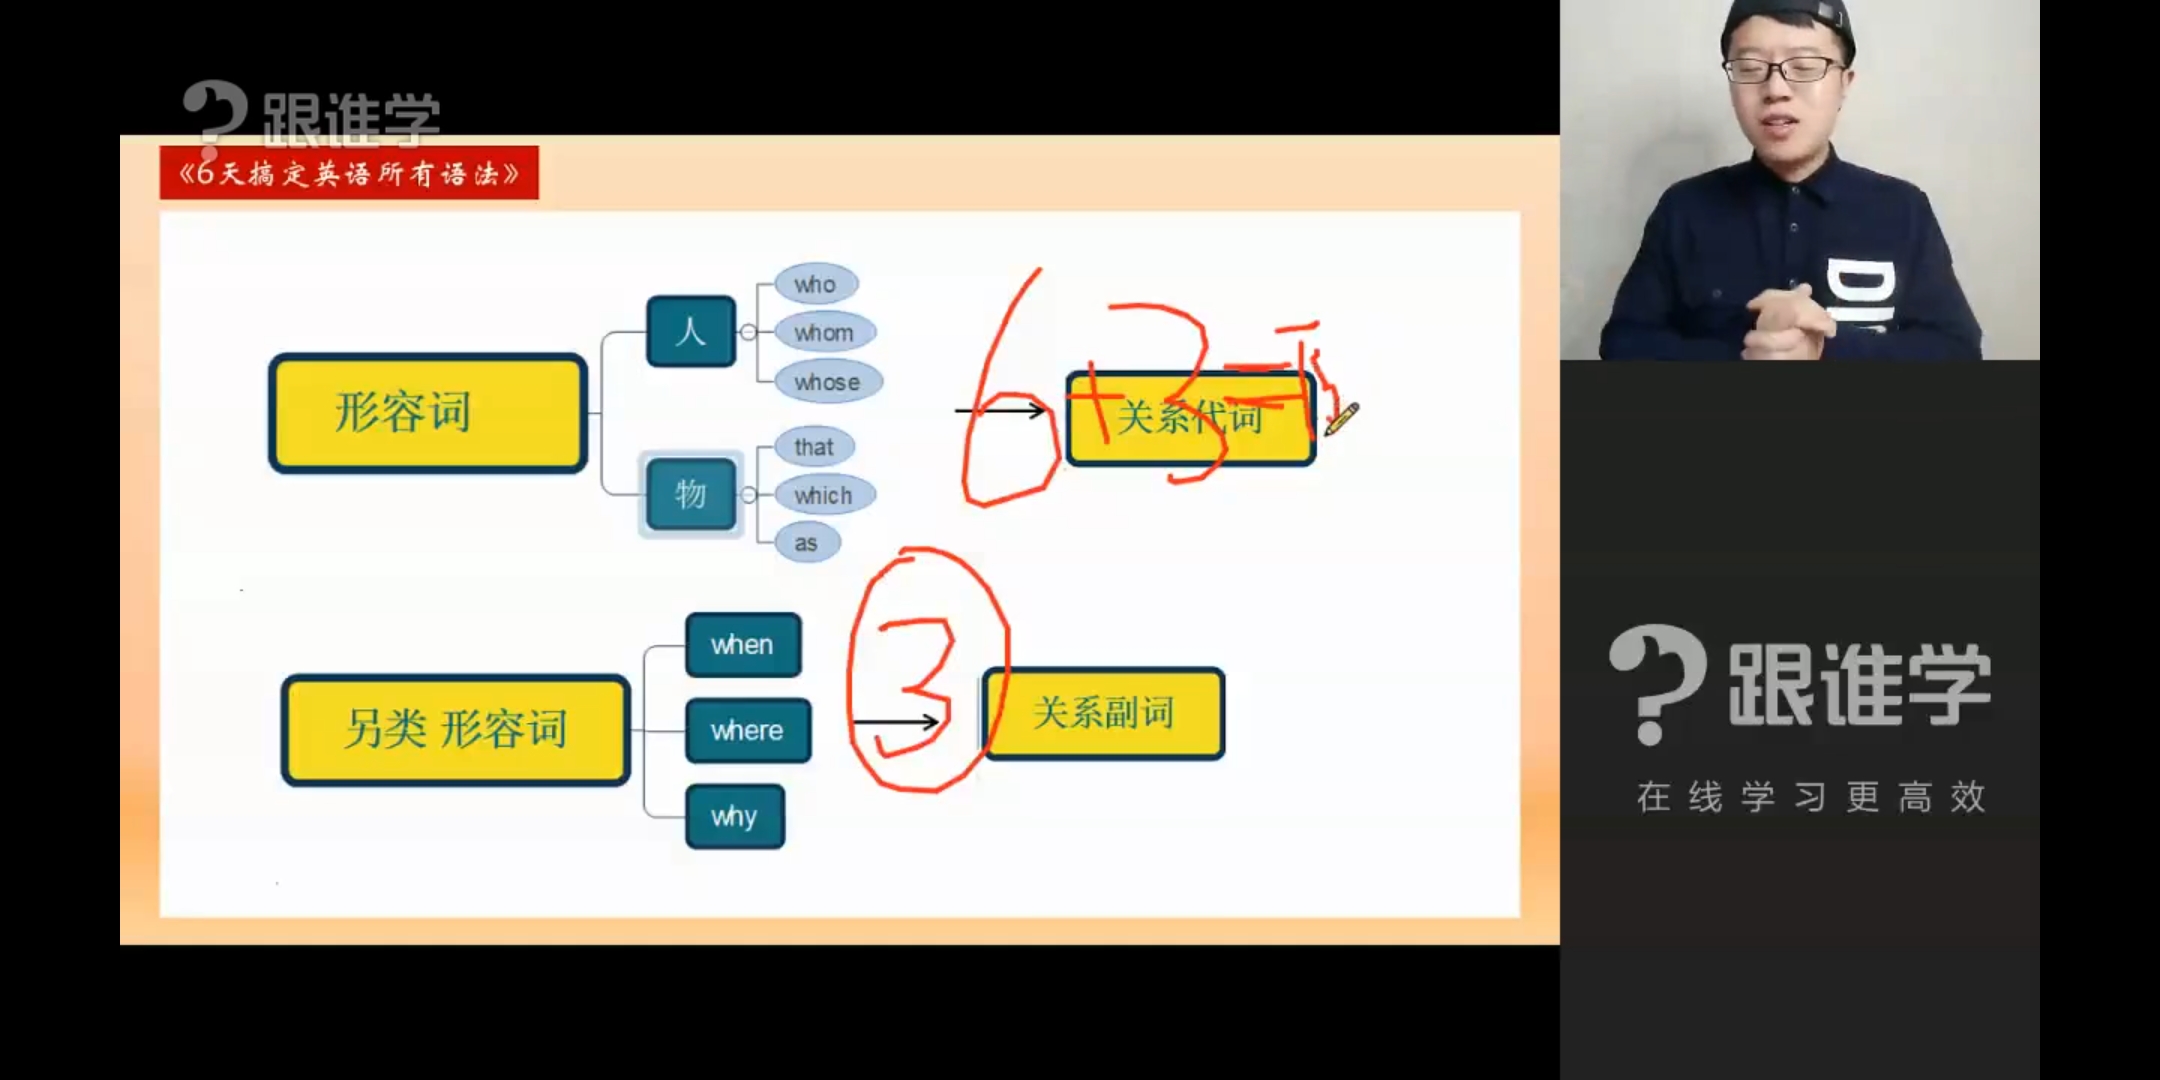 跟谁学
《6天搞定英语所有语法》
形容词
人
who
whom
whose
物
that
which
as
关系代词
6+3=
另类 形容词
when
where
why
3
关系副词
跟谁学
在线学习更高效